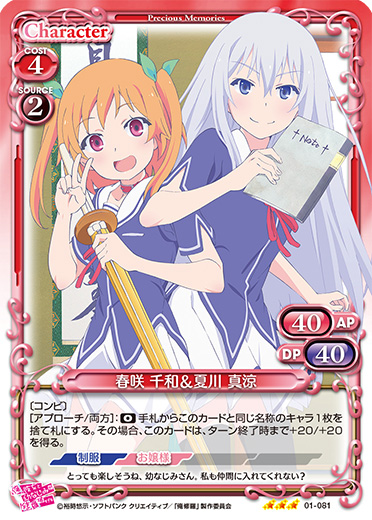 Precious Memories
Character
COST
4
SOURCE
2
†Note†
40 AP
DP 40
春咲 千和&夏川 真涼
[コンビ]
[アプローチ/両方]:0手札からこのカードと同じ名称のキャラ1枚を
捨て札にする。その場合、このカードは、ターン終了時まで+20/+20
を得る。
制服 お嬢様
とっても楽しそうね、幼なじみさん、私も仲間に入れてくれない?
©裕時悠示・ソフトバンク クリエイティブ/「俺修羅」製作委員会
01-081